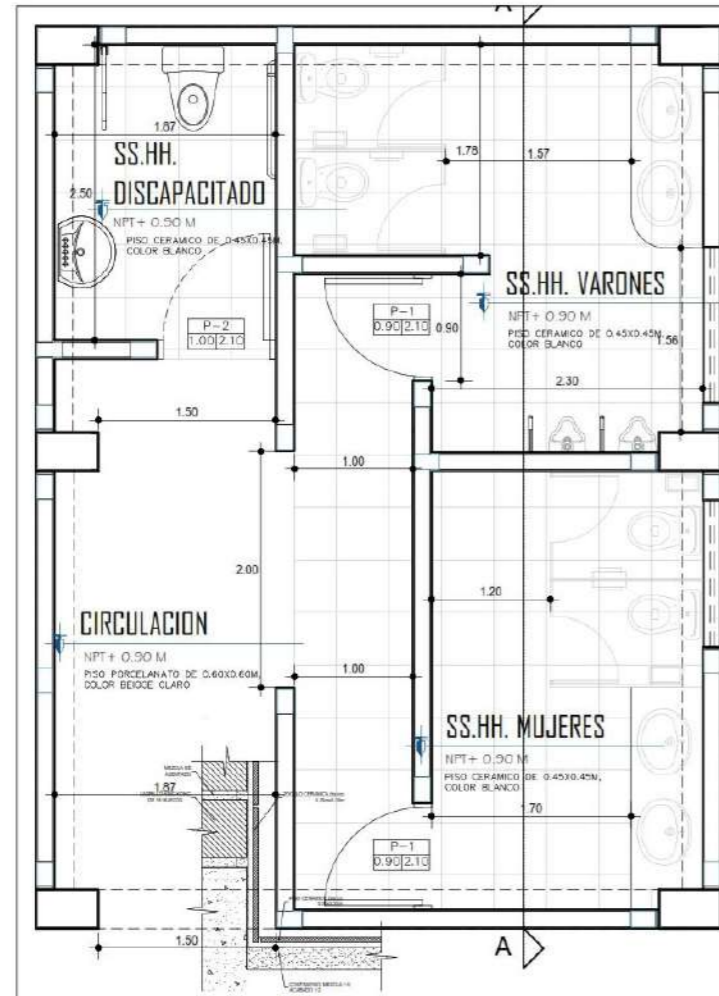 A
1.67
1.78
1.57
SS.HH.
DISCAPACITADO
2.50
NPT+ 0.90 M
PISO CERAMICO DE 0.45X0.45M,
COLOR BLANCO
SS.HH. VARONES
NPT+ 0.90 M
PISO CERAMICO DE 0.45X0.45M,
COLOR BLANCO
1.56
P-1
0.90 2.10
0.90
P-2
1.00 2.10
2.30
1.50
1.00
2.00
1.20
CIRCULACION
NPT+ 0.90 M
PISO PORCELANATO DE 0.60X0.60M,
COLOR BEIGGE CLARO
1.00
SS.HH. MUJERES
NPT+ 0.90 M
PISO CERAMICO DE 0.45X0.45M,
COLOR BLANCO
MEZCLA DE
1.87
1.70
P-1
0.90 2.10
1.50
A